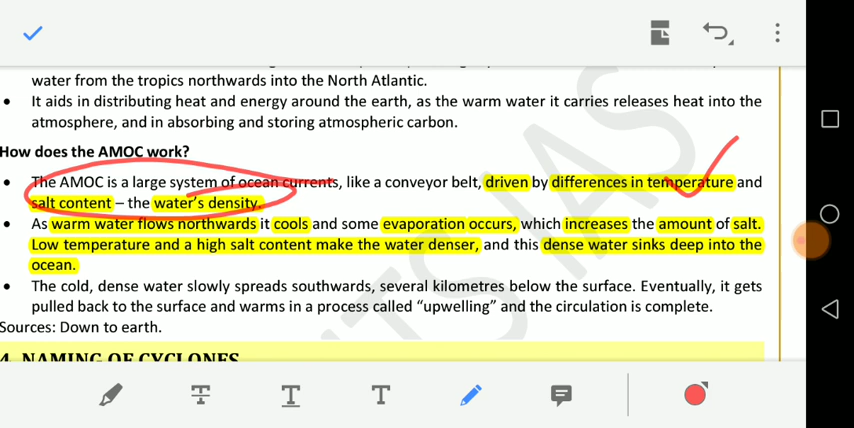 water from the tropics northwards into the North Atlantic.
• It aids in distributing heat and energy around the earth, as the warm water it carries releases heat into the
atmosphere, and in absorbing and storing atmospheric carbon.
How does the AMOC work?
• The AMOC is a large system of ocean currents, like a conveyor belt, driven by differences in temperature and
salt content – the water's density.
• As warm water flows northwards it cools and some evaporation occurs, which increases the amount of salt.
Low temperature and a high salt content make the water denser, and this dense water sinks deep into the
ocean.
• The cold, dense water slowly spreads southwards, several kilometres below the surface. Eventually, it gets
pulled back to the surface and warms in a process called “upwelling” and the circulation is complete.
Sources: Down to earth.
4. NAMING OF CYCLONES
T T T